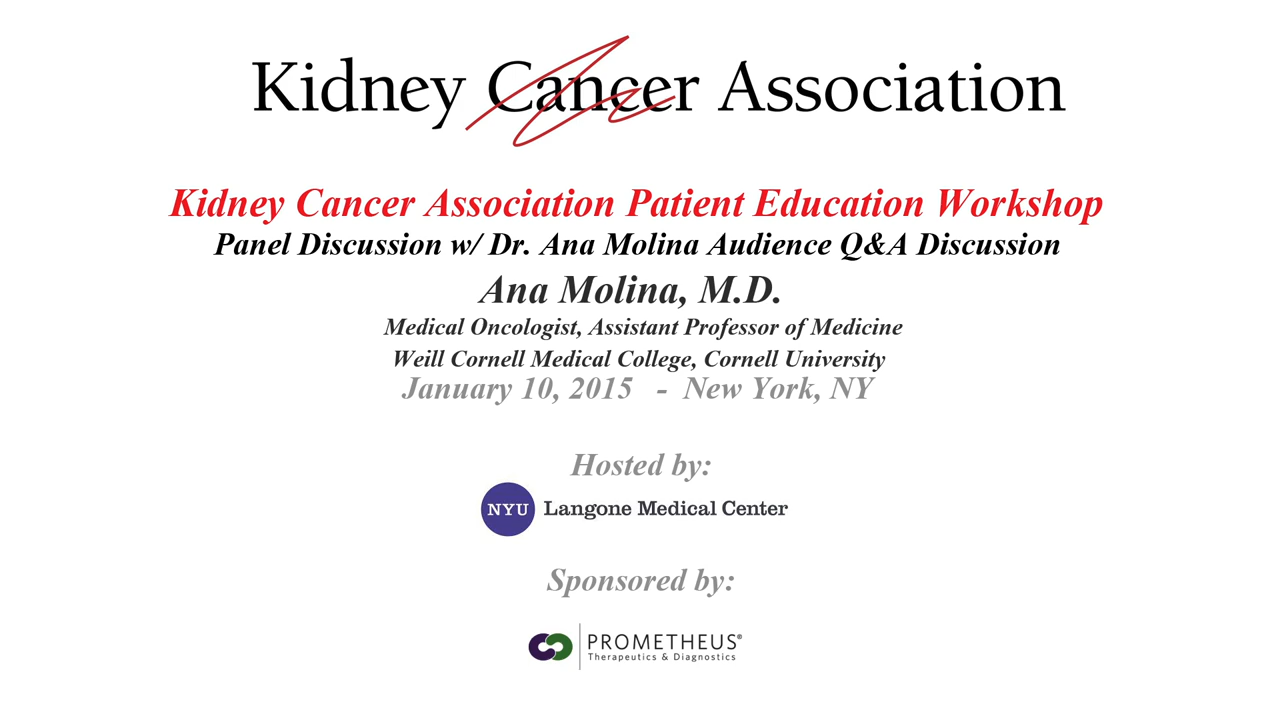 Kidney Cancer Association
Kidney Cancer Association Patient Education Workshop
Panel Discussion w/ Dr. Ana Molina Audience Q&A Discussion
Ana Molina, M.D.
Medical Oncologist, Assistant Professor of Medicine
Weill Cornell Medical College, Cornell University
January 10, 2015 - New York, NY
Hosted by:
NYU Langone Medical Center
Sponsored by:
PROMETHEUS®
Therapeutics & Diagnostics